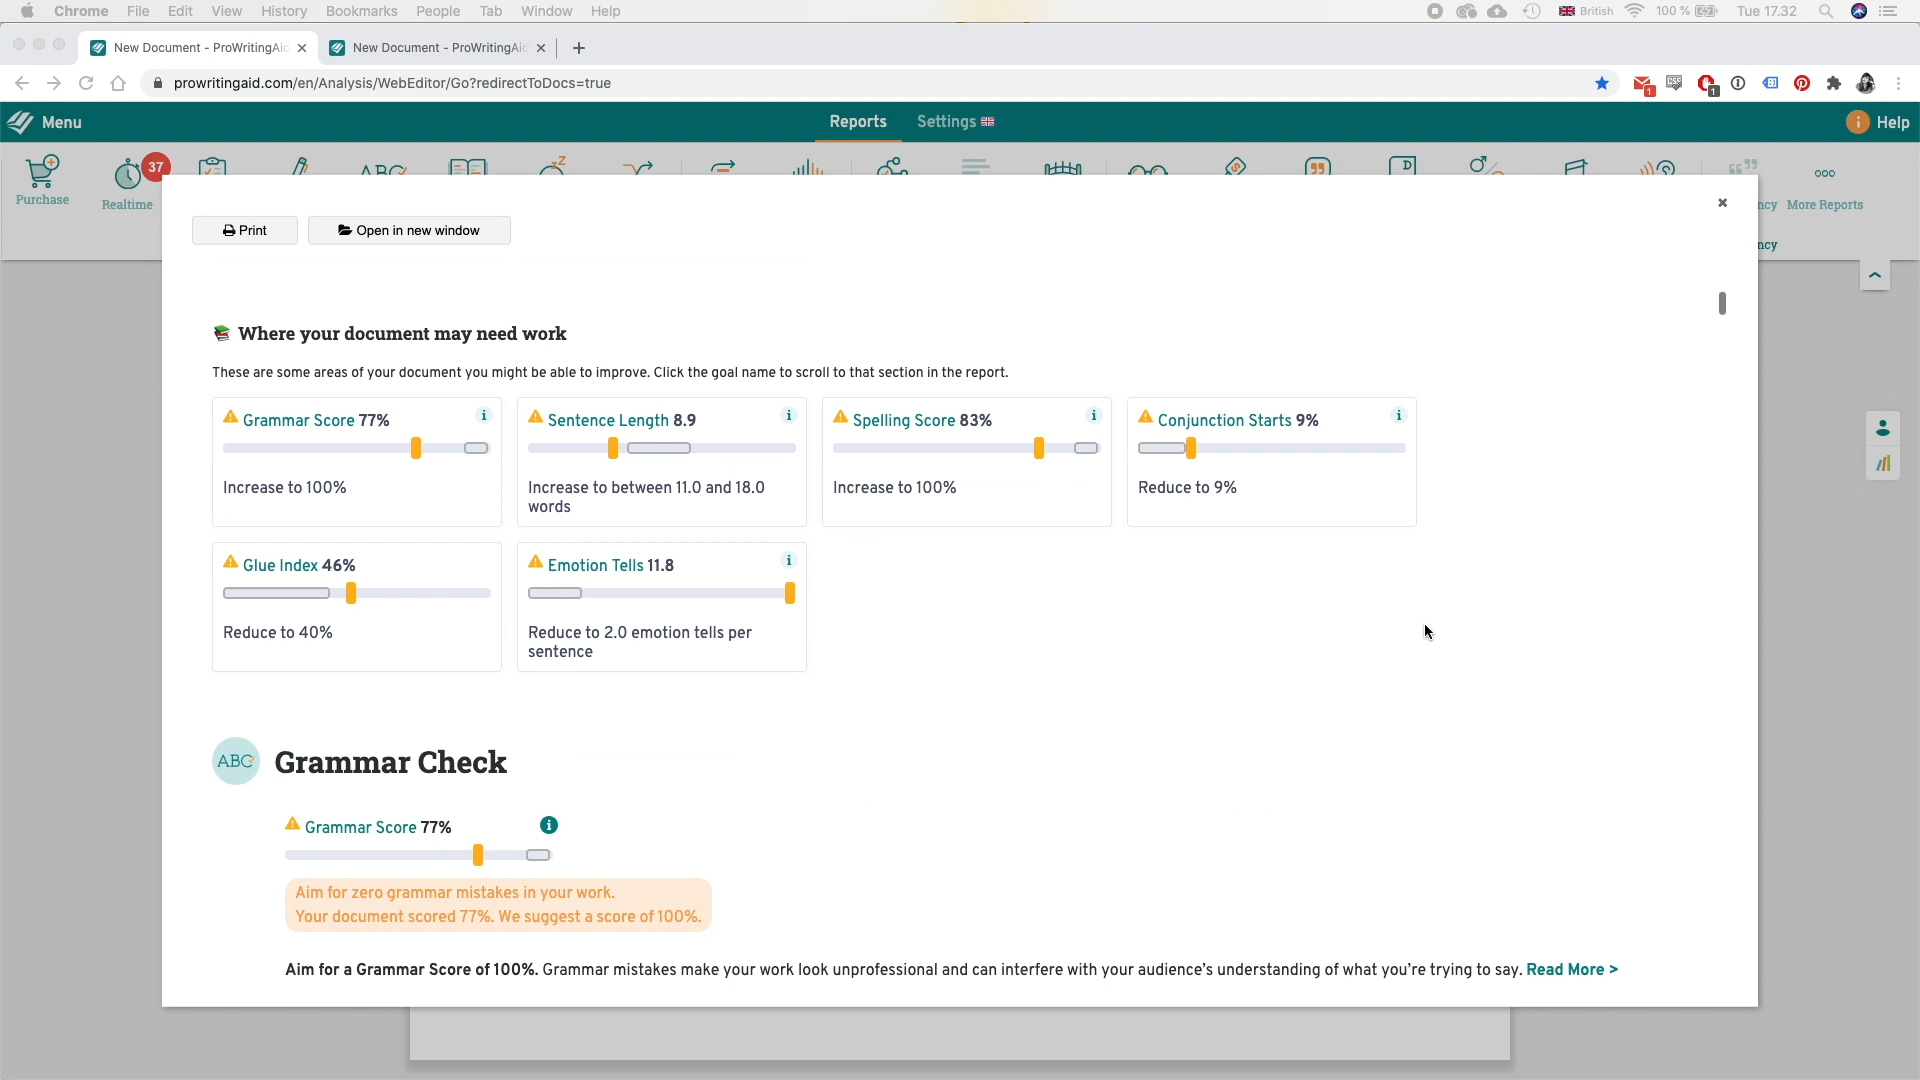 Chrome File Edit View History Bookmarks People Tab Window Help British 100 % Tue 17.32
New Document - ProWritingAid New Document - ProWritingAid
prowritingaid.com/en/Analysis/WebEditor/Go?redirectToDocs=true 1 1
Menu Reports Settings Help
37
Purchase Realtime ncy More Reports
Print Open in new window
ncy
Where your document may need work
These are some areas of your document you might be able to improve. Click the goal name to scroll to that section in the report.
Grammar Score 77% Sentence Length 8.9 Spelling Score 83% Conjunction Starts 9%
Increase to 100% Increase to between 11.0 and 18.0 words Increase to 100% Reduce to 9%
Glue Index 46% Emotion Tells 11.8
Reduce to 40% Reduce to 2.0 emotion tells per sentence
ABC Grammar Check
Grammar Score 77%
Aim for zero grammar mistakes in your work.
Your document scored 77%. We suggest a score of 100%.
Aim for a Grammar Score of 100%. Grammar mistakes make your work look unprofessional and can interfere with your audience's understanding of what you're trying to say. Read More >